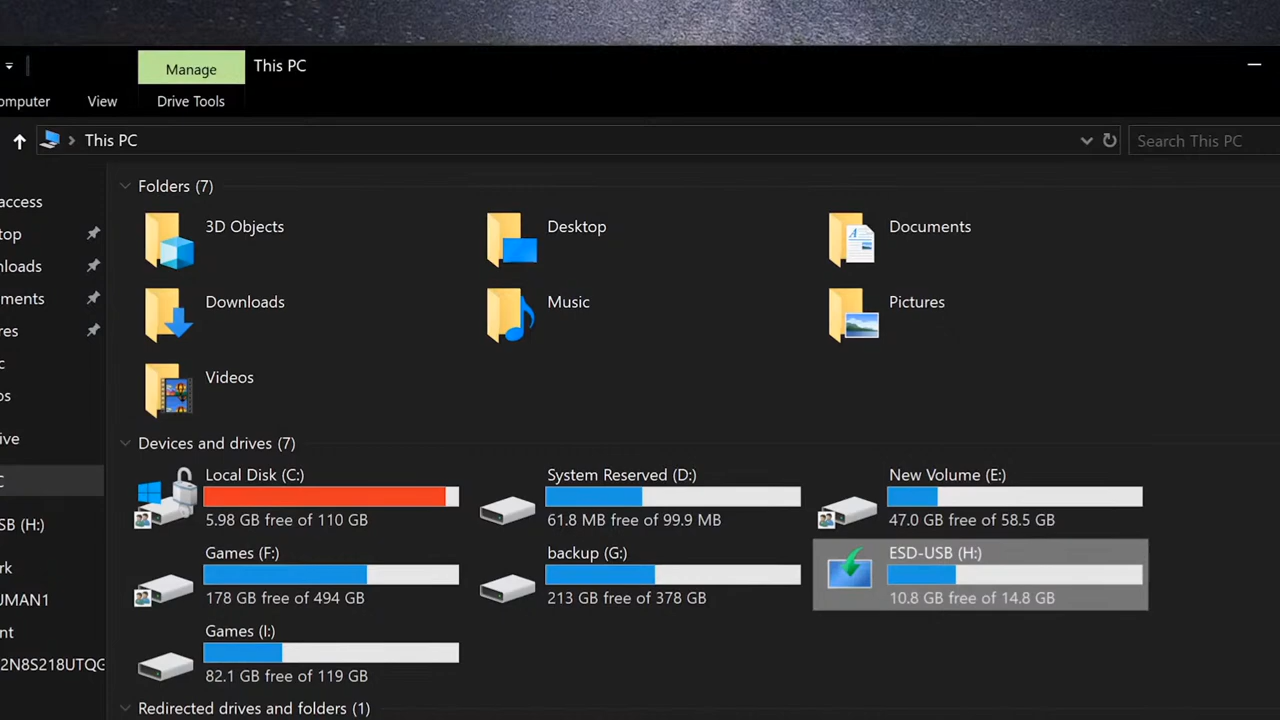 Manage
This PC
omputer
View
Drive Tools
This PC
Search This PC
access
top
nloads
ments
res
c
os
ive
C
SB (H:)
rk
UMAN1
nt
2N8S218UTQG
Folders (7)
3D Objects
Desktop
Documents
Downloads
Music
Pictures
Videos
Devices and drives (7)
Local Disk (C:)
5.98 GB free of 110 GB
System Reserved (D:)
61.8 MB free of 99.9 MB
New Volume (E:)
47.0 GB free of 58.5 GB
Games (F:)
178 GB free of 494 GB
backup (G:)
213 GB free of 378 GB
ESD-USB (H:)
10.8 GB free of 14.8 GB
Games (I:)
82.1 GB free of 119 GB
Redirected drives and folders (1)